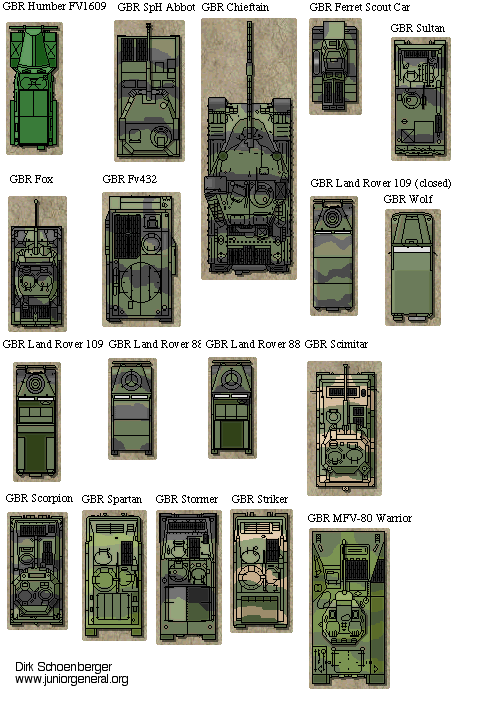 GBR Humber FV1609
GBR SpH Abbot
GBR Chieftain
GBR Ferret Scout Car
GBR Sultan
GBR Fox
GBR Fv432
GBR Land Rover 109 (closed)
GBR Wolf
GBR Land Rover 109
GBR Land Rover 88
GBR Land Rover 88
GBR Scimitar
GBR Scorpion
GBR Spartan
GBR Stormer
GBR Striker
GBR MFV-80 Warrior
Dirk Schoenberger
www.juniorgeneral.org